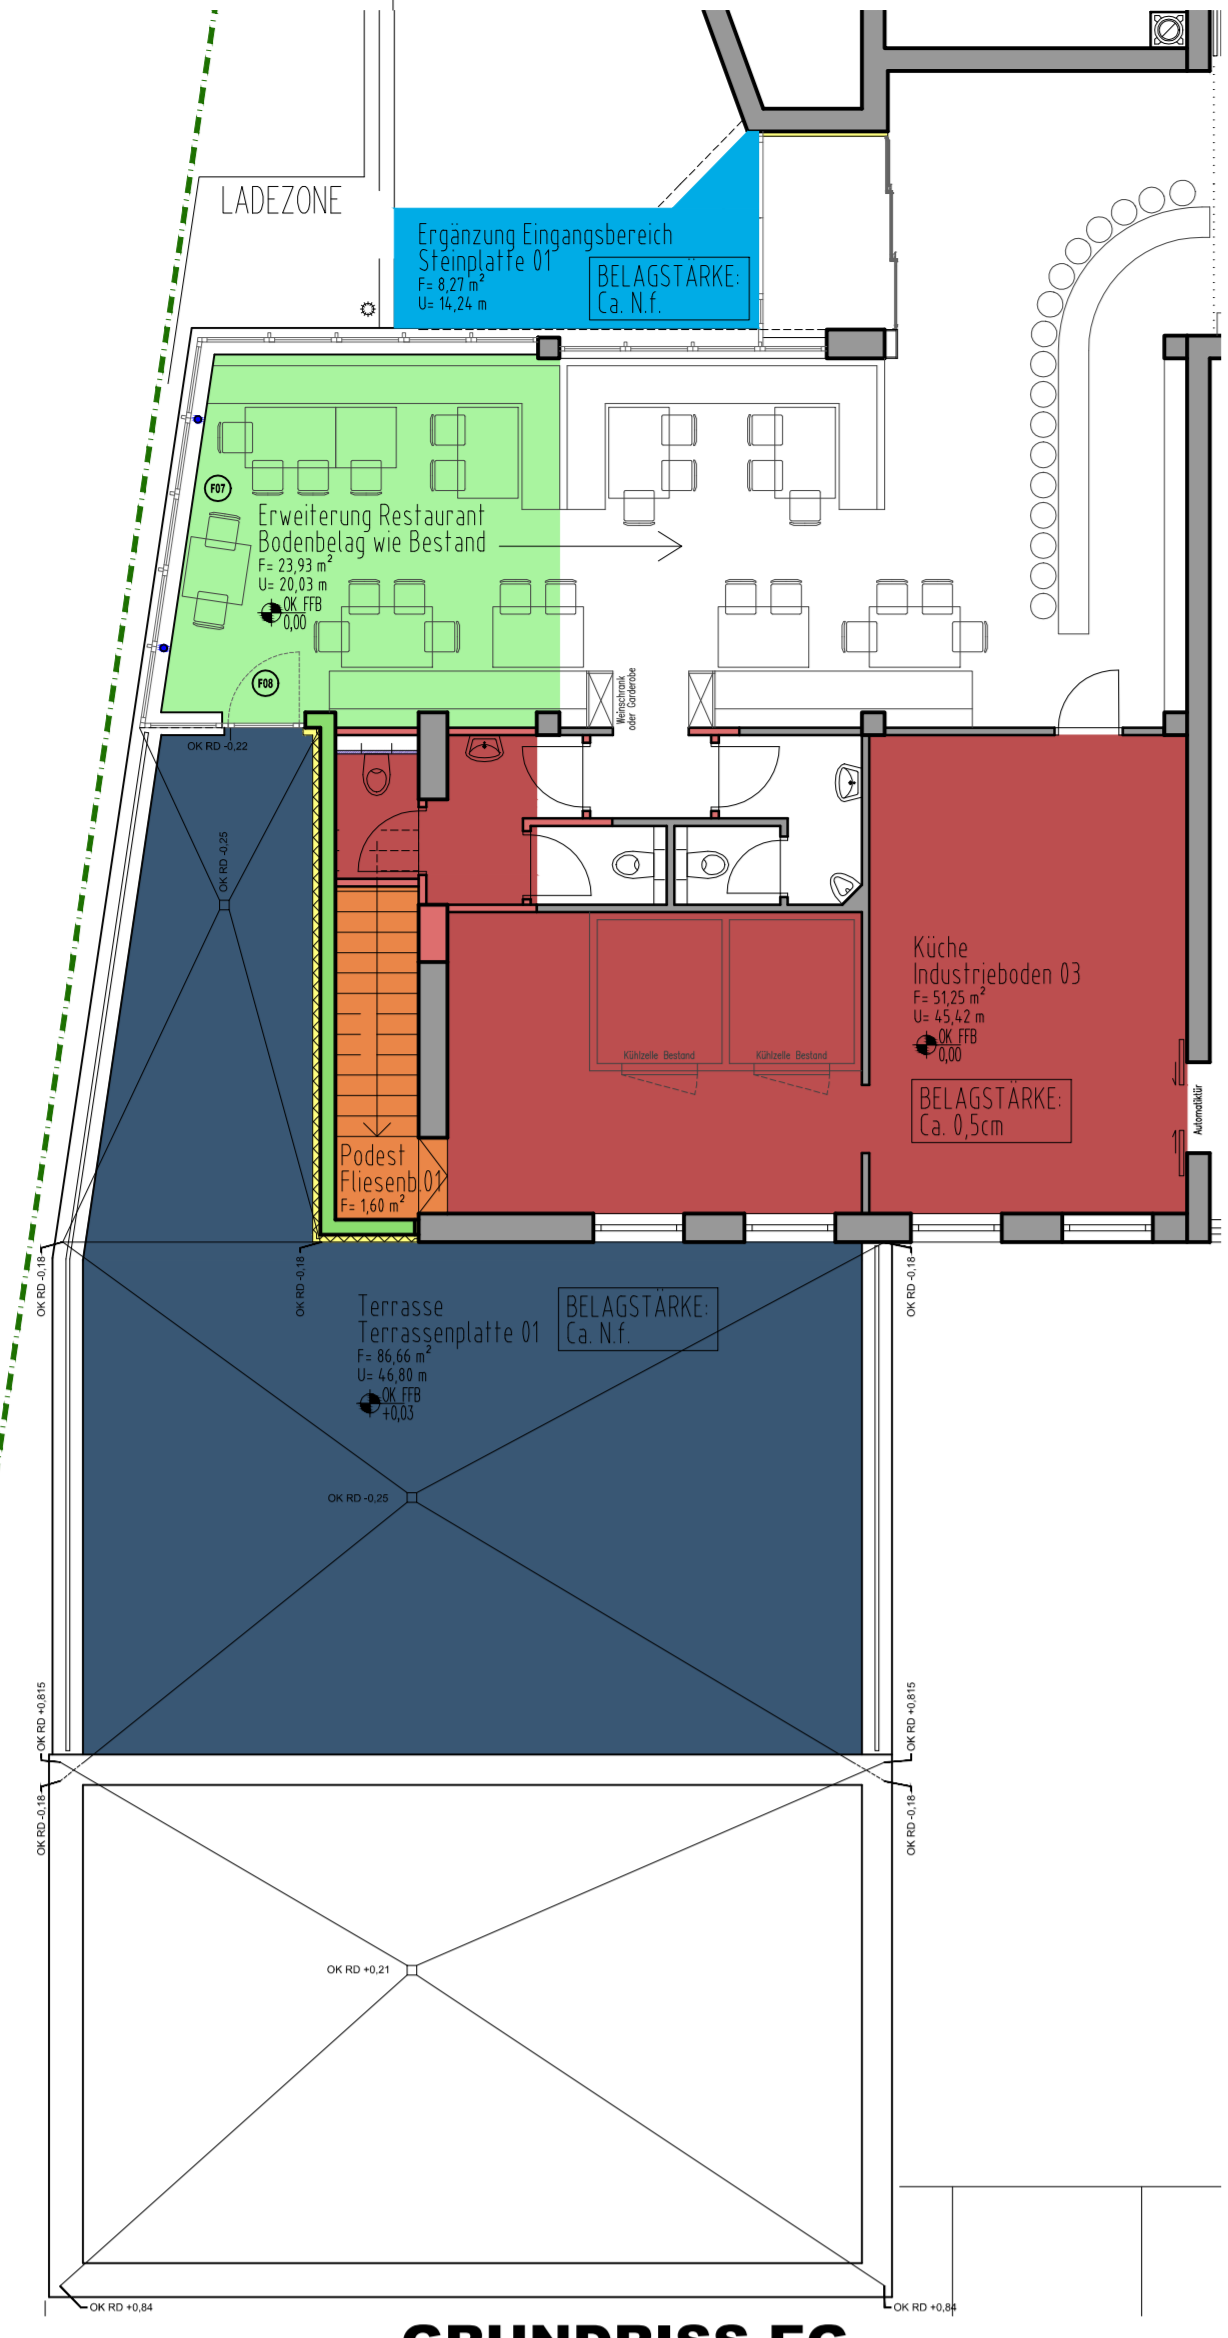 LADEZONE
Ergänzung Eingangsbereich
Steinplatte 01
F= 8,27 m²
U= 14,24 m
BELAGSTÄRKE:
Ca. N.f.
F07
Erweiterung Restaurant
Bodenbelag wie Bestand
F= 23,93 m²
U= 20,03 m
OK FFB
0,00
F08
Weinschrank
oder Garderobe
OK RD -0,22
OK RD -0,25
Küche
Industrieboden 03
F= 51,25 m²
U= 45,42 m
OK FFB
0,00
BELAGSTÄRKE:
Ca. 0,5cm
Kühlzelle Bestand
Kühlzelle Bestand
Automatiktür
Podest
Fliesenb.01
F= 1,60 m²
OK RD -0,18
OK RD -0,18
OK RD -0,18
Terrasse
Terrassenplatte 01
F= 86,66 m²
U= 46,80 m
OK FFB
+0,03
BELAGSTÄRKE:
Ca. N.f.
OK RD -0,25
OK RD +0,815
OK RD +0,815
OK RD -0,18
OK RD -0,18
OK RD +0,21
OK RD +0,84
OK RD +0,84
GRUNDRISS EG